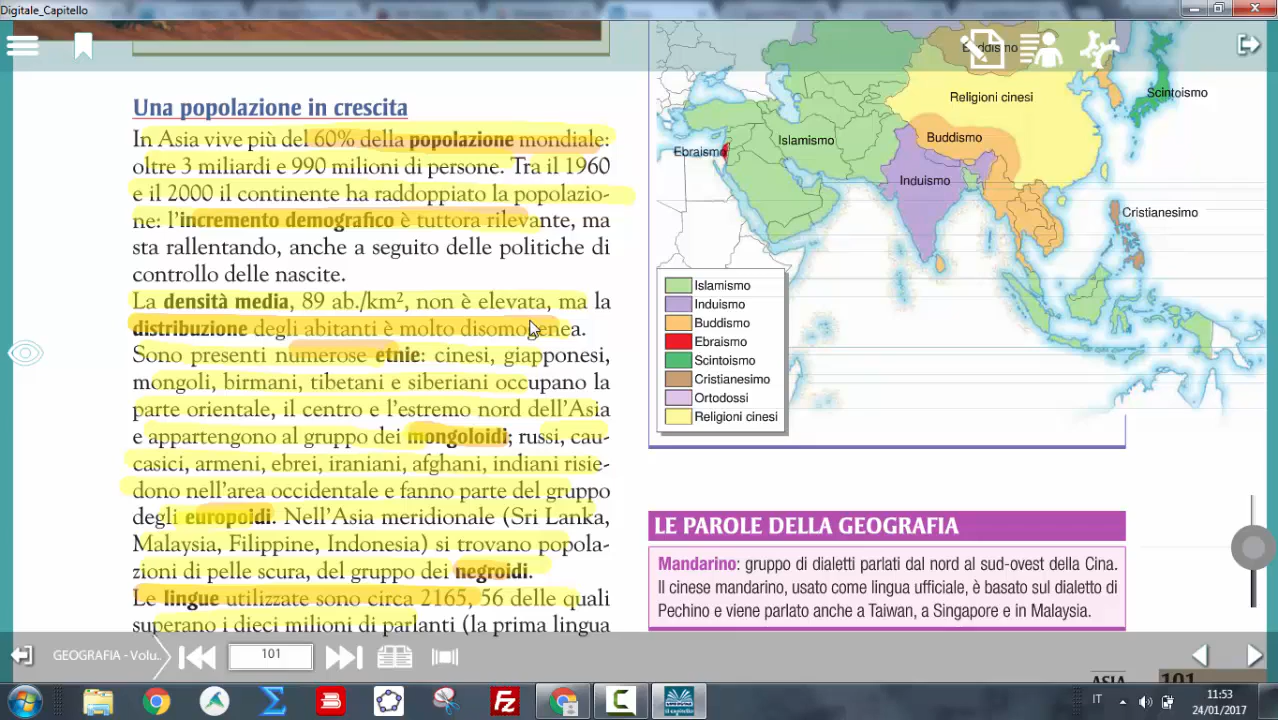 Digitale_Capitello
Una popolazione in crescita
In Asia vive più del 60% della popolazione mondiale:
oltre 3 miliardi e 990 milioni di persone. Tra il 1960
e il 2000 il continente ha raddoppiato la popolazio-
ne: l'incremento demografico è tuttora rilevante, ma
sta rallentando, anche a seguito delle politiche di
controllo delle nascite.
La densità media, 89 ab./km², non è elevata, ma la
distribuzione degli abitanti è molto disomogenea.
Sono presenti numerose etnie: cinesi, giapponesi,
mongoli, birmani, tibetani e siberiani occupano la
parte orientale, il centro e l'estremo nord dell'Asia
e appartengono al gruppo dei mongoloidi; russi, cau-
casici, armeni, ebrei, iraniani, afghani, indiani risie-
dono nell'area occidentale e fanno parte del gruppo
degli europoidi. Nell'Asia meridionale (Sri Lanka,
Malaysia, Filippine, Indonesia) si trovano popola-
zioni di pelle scura, del gruppo dei negroidi.
Le lingue utilizzate sono circa 2165, 56 delle quali
superano i dieci milioni di parlanti (la prima lingua
Buddismo
Religioni cinesi
Scintoismo
Islamismo
Buddismo
Ebraismo
Induismo
Cristianesimo
Islamismo
Induismo
Buddismo
Ebraismo
Scintoismo
Cristianesimo
Ortodossi
Religioni cinesi
LE PAROLE DELLA GEOGRAFIA
Mandarino: gruppo di dialetti parlati dal nord al sud-ovest della Cina.
Il cinese mandarino, usato come lingua ufficiale, è basato sul dialetto di
Pechino e viene parlato anche a Taiwan, a Singapore e in Malaysia.
ASIA 101
GEOGRAFIA - Volu..
101
IT
11:53
24/01/2017